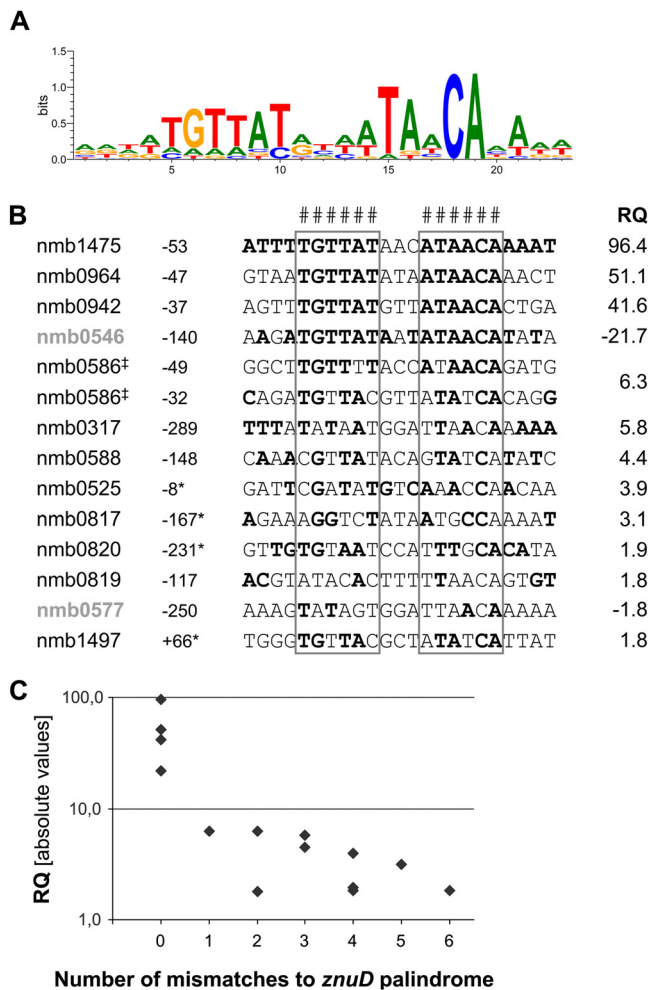 A
1.5
1.0
0.5
0.0
bits
TGTTATAATAACAA
5
10
15
20
B
###### ###### RQ
nmb1475 -53 ATTTTGTTATAACATAACAAAAT 96.4
nmb0964 -47 GTAATGTTATATAATAACAAACT 51.1
nmb0942 -37 AGTTTGTTATGTTATAACACTGA 41.6
nmb0546 -140 AAGATGTTATAATATAACATATA -21.7
nmb0586‡ -49 GGCTTGTTTTACCATAACAGATG
6.3
nmb0586‡ -32 CAGATGTTACGTTATATCACAGG
nmb0317 -289 TTTATATAATGGATTAACAAAAA 5.8
nmb0588 -148 CAAACGTTATACAGTATCATATC 4.4
nmb0525 -8* GATTCGATATGTCAAACCAACAA 3.9
nmb0817 -167* AGAAAGGTCTATAATGCCAAAAT 3.1
nmb0820 -231* GTTGTGTAATCCATTTGCACATA 1.9
nmb0819 -117 ACGTATACACTTTTTAACAGTGT 1.8
nmb0577 -250 AAAGTATAGTGGATTAACAAAAA -1.8
nmb1497 +66* TGGGTGTTACGCTATATCATTAT 1.8
C
100,0
10,0
1,0
RQ [absolute values]
0 1 2 3 4 5 6
Number of mismatches to znuD palindrome